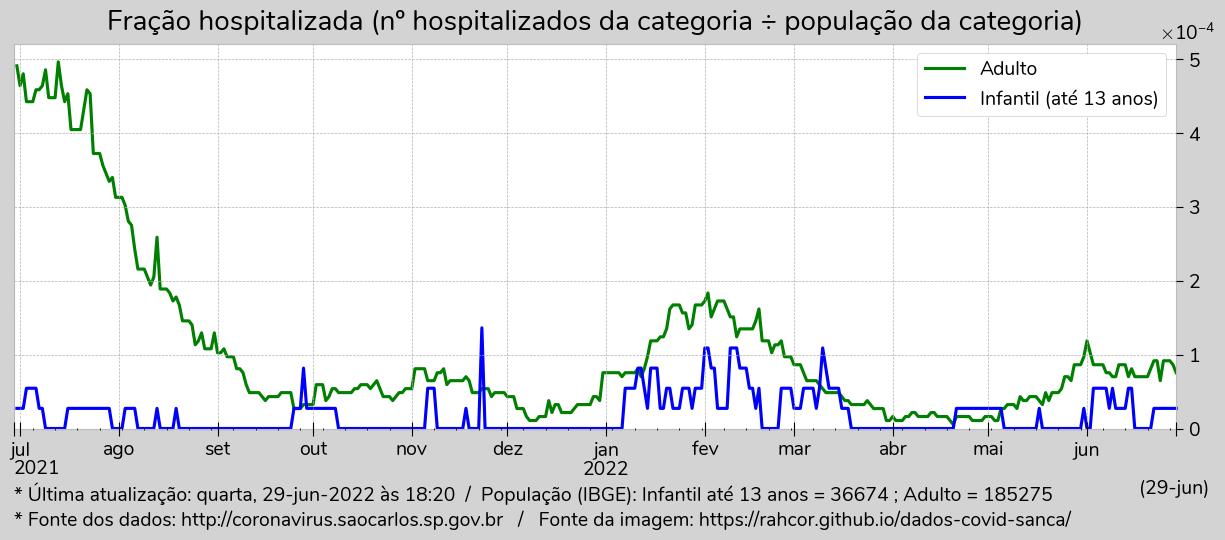 Fração hospitalizada (nº hospitalizados da categoria ÷ população da categoria)
×10⁻⁴
Adulto
Infantil (até 13 anos)
5
4
3
2
1
0
jul ago set out nov dez jan fev mar abr mai jun
2021 2022
(29-jun)
* Última atualização: quarta, 29-jun-2022 às 18:20 / População (IBGE): Infantil até 13 anos = 36674 ; Adulto = 185275
* Fonte dos dados: http://coronavirus.saocarlos.sp.gov.br / Fonte da imagem: https://rahcor.github.io/dados-covid-sanca/